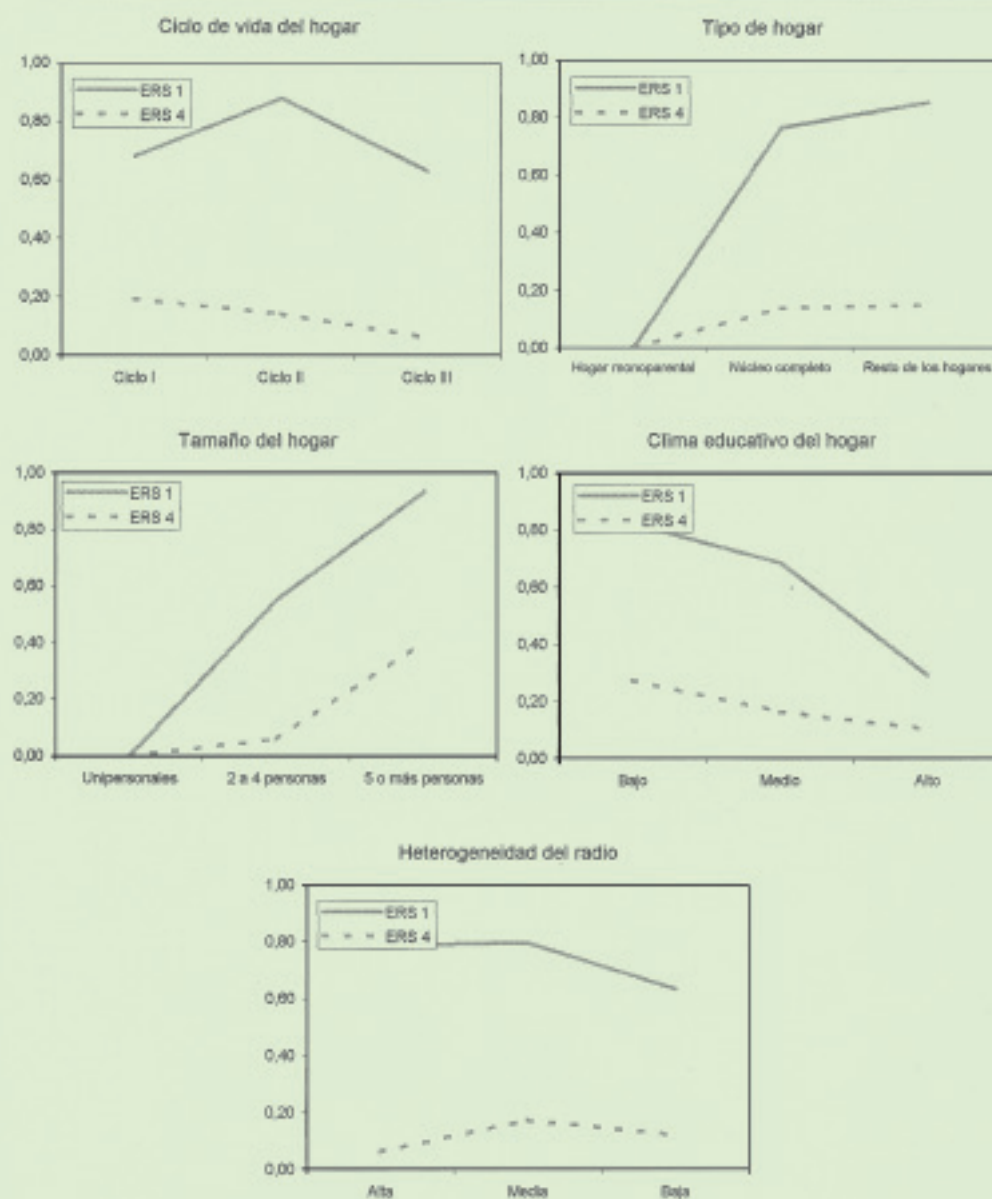 Ciclo de vida del hogar
1,00
0,80
0,60
0,40
0,20
0,00
ERS 1
ERS 4
Ciclo I
Ciclo II
Ciclo III
Tipo de hogar
1,00
0,80
0,60
0,40
0,20
0,00
ERS 1
ERS 4
Hogar monoparental
Núcleo completo
Resto de los hogares
Tamaño del hogar
1,00
0,80
0,60
0,40
0,20
0,00
ERS 1
ERS 4
Unipersonales
2 a 4 personas
5 o más personas
Clima educativo del hogar
1,00
0,80
0,60
0,40
0,20
0,00
ERS 1
ERS 4
Bajo
Medio
Alto
Heterogeneidad del radio
1,00
0,80
0,60
0,40
0,20
0,00
ERS 1
ERS 4
Alta
Media
Baja